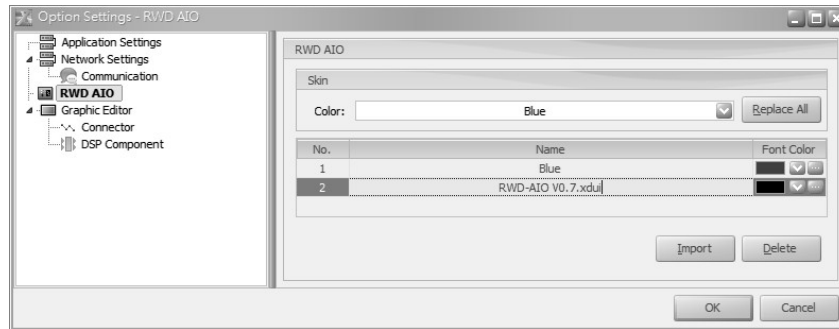 Option Settings - RWD AIO
Application Settings
Network Settings
Communication
RWD AIO
Graphic Editor
Connector
DSP Component
RWD AIO
Skin
Color: Blue Replace All
No. Name Font Color
1 Blue
2 RWD-AIO V0.7.xdui
Import Delete
OK Cancel